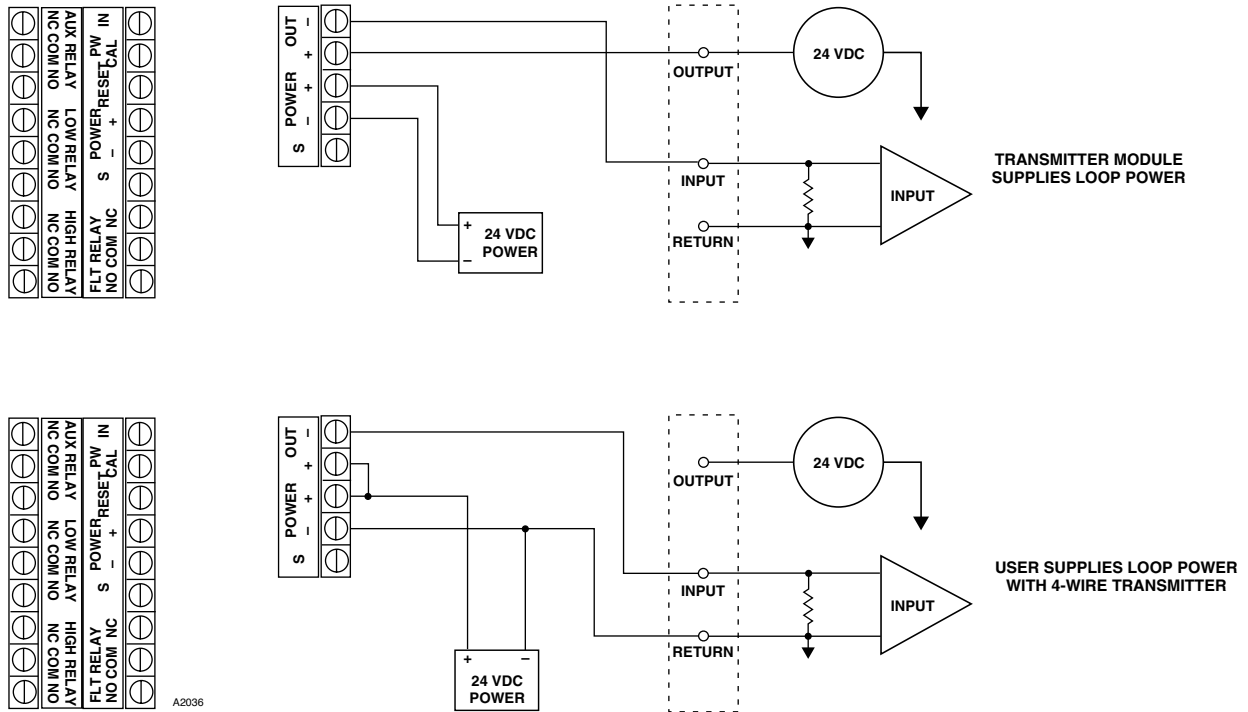 NC COM NO
AUX RELAY
NC COM NO
LOW RELAY
NC COM NO
HIGH RELAY
IN
PW
RESET CAL
POWER
S – +
FLT RELAY
NO COM NC
OUT
–
+
POWER
+
–
S
+
–
24 VDC
POWER
OUTPUT
INPUT
RETURN
24 VDC
INPUT
TRANSMITTER MODULE
SUPPLIES LOOP POWER
NC COM NO
AUX RELAY
NC COM NO
LOW RELAY
NC COM NO
HIGH RELAY
IN
PW
RESET CAL
POWER
S – +
FLT RELAY
NO COM NC
A2036
OUT
–
+
POWER
+
–
S
+ –
24 VDC
POWER
OUTPUT
INPUT
RETURN
24 VDC
INPUT
USER SUPPLIES LOOP POWER
WITH 4-WIRE TRANSMITTER